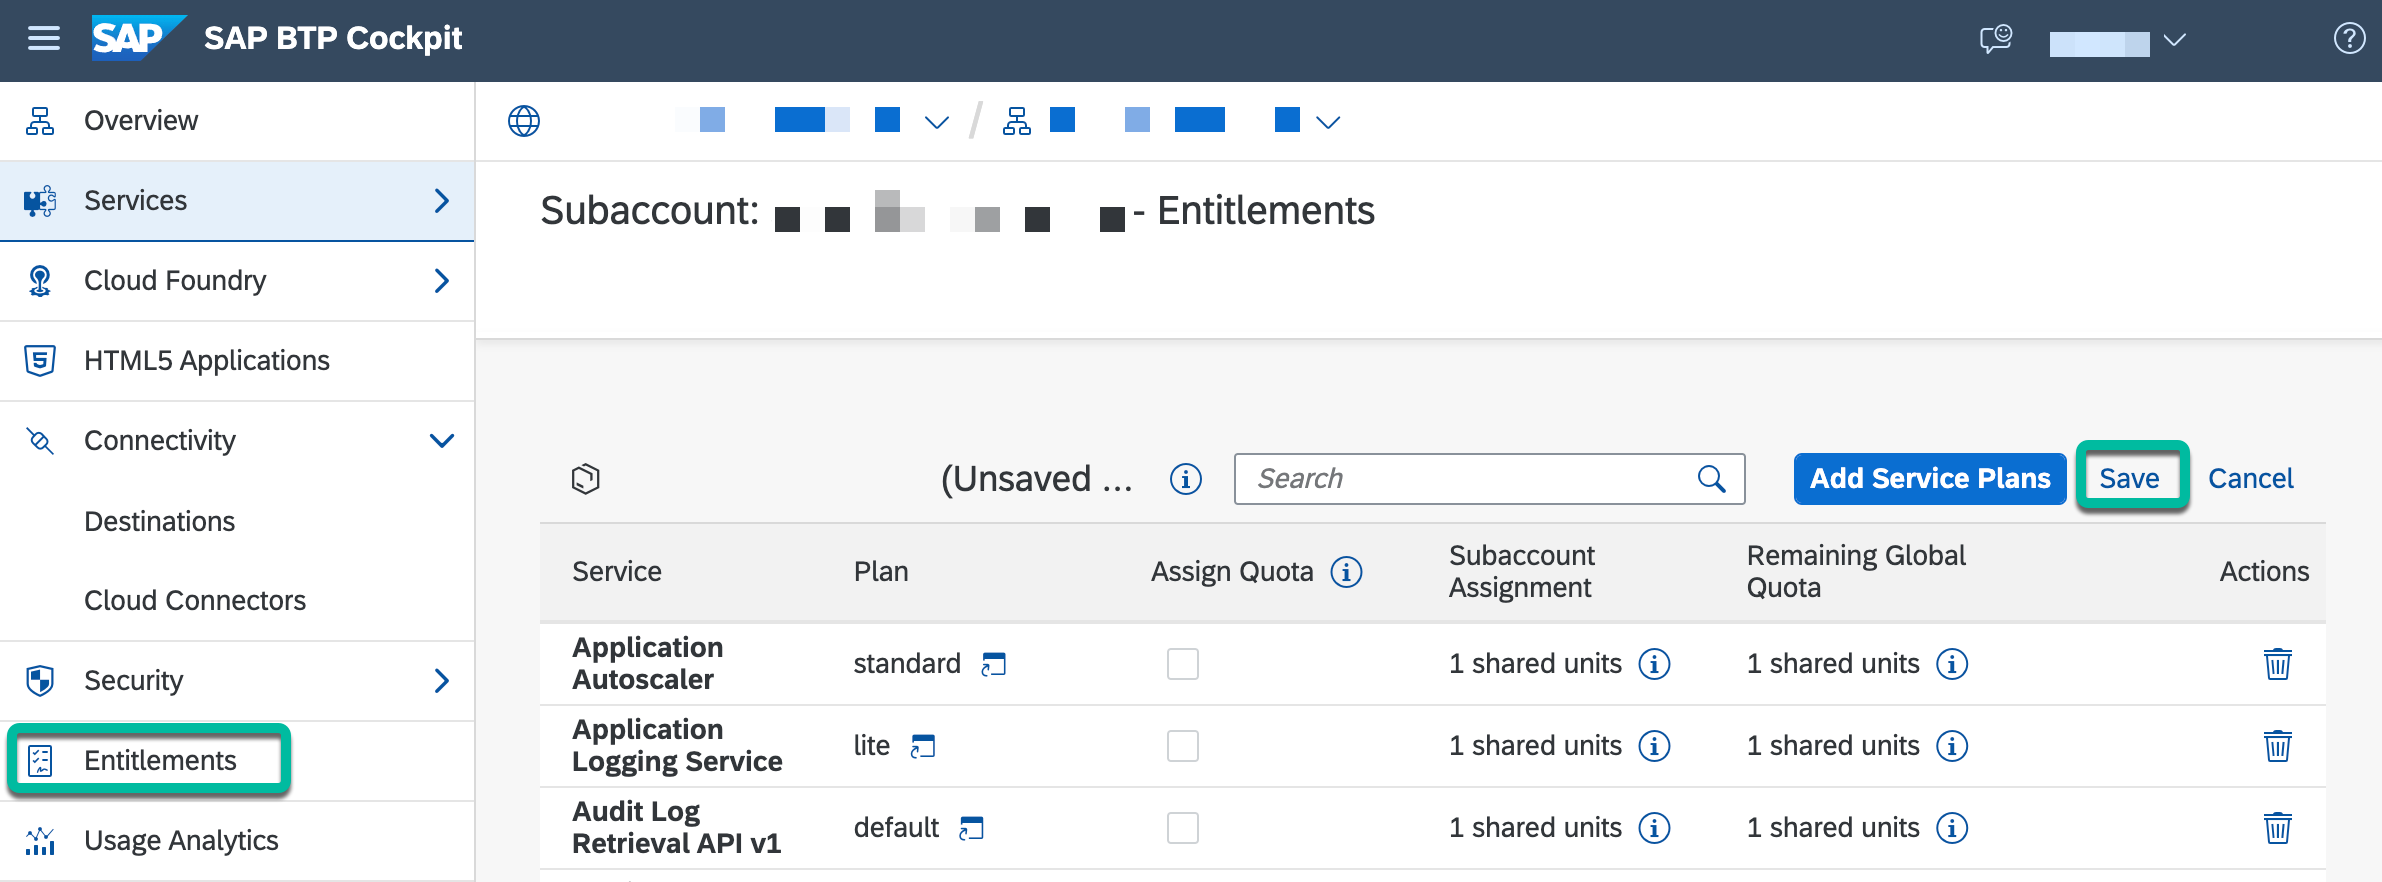 SAP SAP BTP Cockpit
Overview
Services
Cloud Foundry
HTML5 Applications
Connectivity
Destinations
Cloud Connectors
Security
Entitlements
Usage Analytics
Subaccount: - Entitlements
(Unsaved ...
Search
Add Service Plans
Save
Cancel
Service
Plan
Assign Quota
Subaccount
Assignment
Remaining Global
Quota
Actions
Application
Autoscaler
standard
1 shared units
1 shared units
Application
Logging Service
lite
1 shared units
1 shared units
Audit Log
Retrieval API v1
default
1 shared units
1 shared units